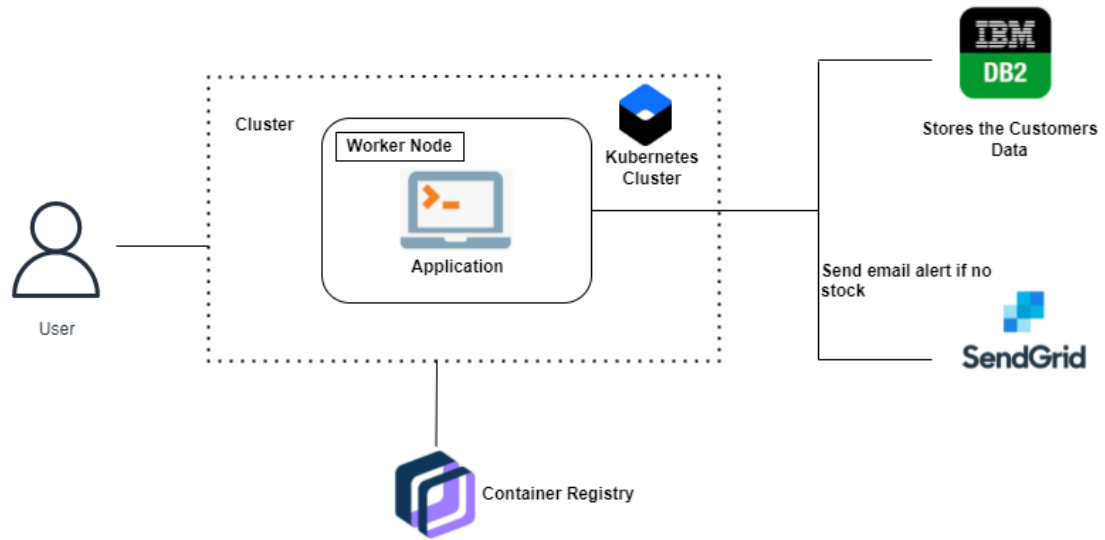 IBM
DB2
Stores the Customers
Data
Cluster
Worker Node
Application
Kubernetes
Cluster
User
Send email alert if no
stock
SendGrid
Container Registry